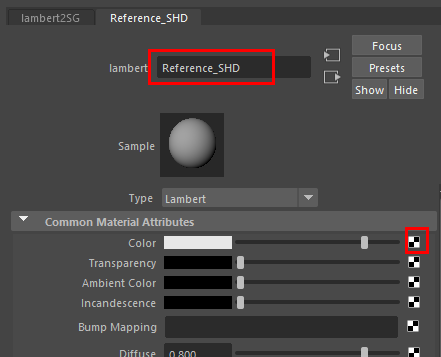 lambert2SG Reference_SHD
Focus
lambert Reference_SHD
Presets
Show Hide
Sample
Type Lambert
Common Material Attributes
Color
Transparency
Ambient Color
Incandescence
Bump Mapping
Diffuse 0.800